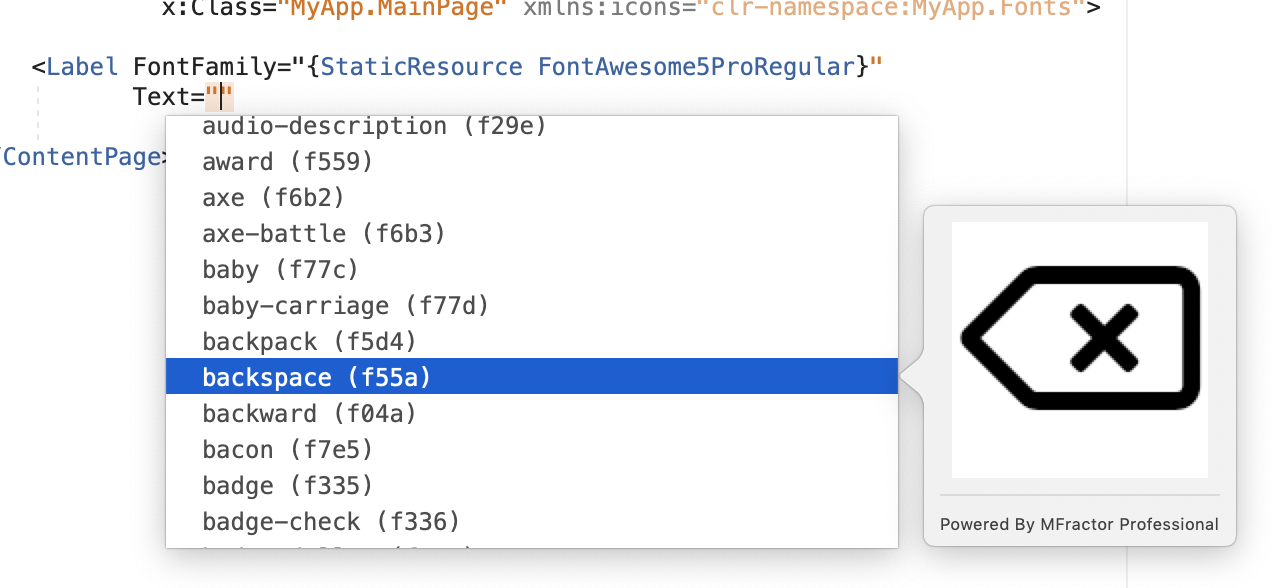 x:Class="MyApp.MainPage" xmlns:icons="clr-namespace:MyApp.Fonts">
<Label FontFamily="{StaticResource FontAwesome5ProRegular}"
Text=""
ContentPage>
audio-description (f29e)
award (f559)
axe (f6b2)
axe-battle (f6b3)
baby (f77c)
baby-carriage (f77d)
backpack (f5d4)
backspace (f55a)
backward (f04a)
bacon (f7e5)
badge (f335)
badge-check (f336)
Powered By MFractor Professional